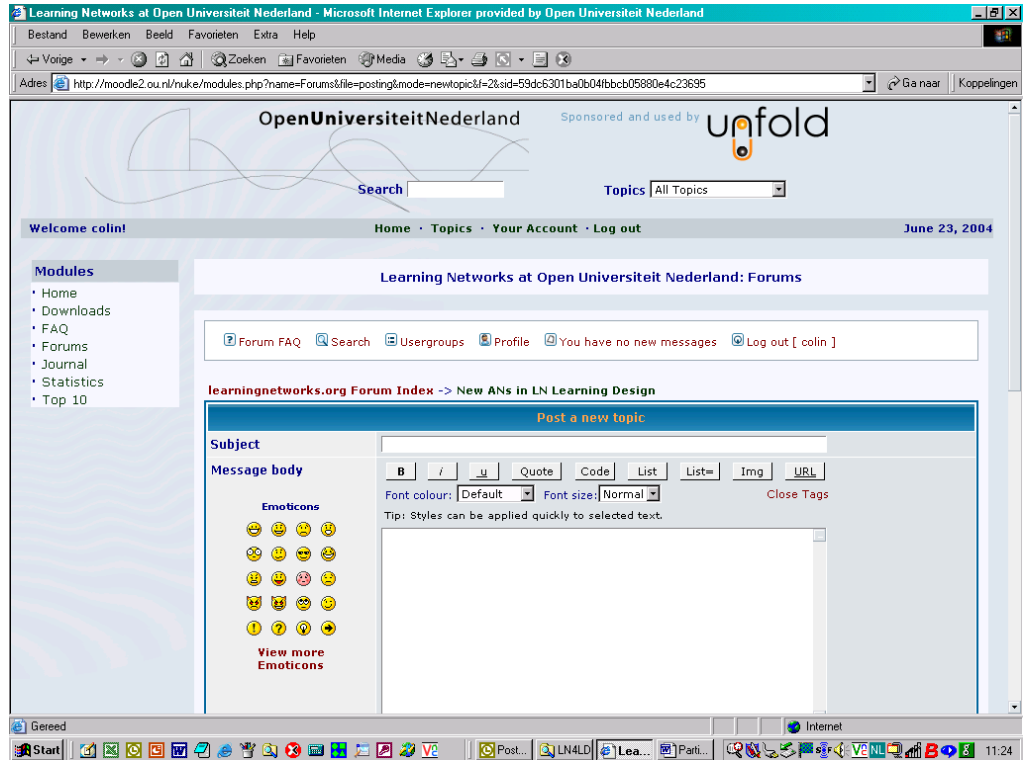 Learning Networks at Open Universiteit Nederland - Microsoft Internet Explorer provided by Open Universiteit Nederland
Bestand Bewerken Beeld Favorieten Extra Help
Vorige Zoeken Favorieten Media
Adres http://moodle2.ou.nl/nuke/modules.php?name=Forums&file=posting&mode=newtopic&f=2&sid=59dc6301ba0b04fbbcb05880e4c23695 Ga naar Koppelingen
OpenUniversiteitNederland Sponsored and used by unfold
Search Topics All Topics
Welcome colin! Home · Topics · Your Account · Log out June 23, 2004
Modules
· Home
· Downloads
· FAQ
· Forums
· Journal
· Statistics
· Top 10
Learning Networks at Open Universiteit Nederland: Forums
Forum FAQ Search Usergroups Profile You have no new messages Log out [ colin ]
learningnetworks.org Forum Index -> New ANs in LN Learning Design
Post a new topic
Subject
Message body B i u Quote Code List List= Img URL
Font colour: Default Font size: Normal Close Tags
Emoticons
Tip: Styles can be applied quickly to selected text.
View more
Emoticons
Gereed Internet
Start Post... LN4LD Lea... Parti... NL 11:24